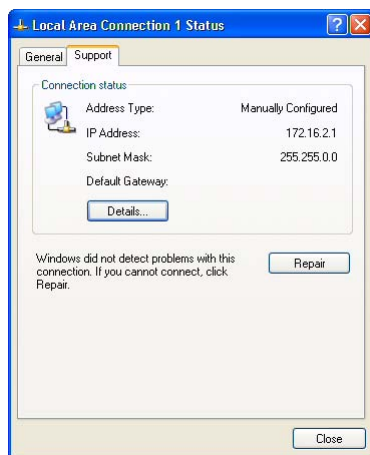 Local Area Connection 1 Status
General
Support
Connection status
Address Type:
Manually Configured
IP Address:
172.16.2.1
Subnet Mask:
255.255.0.0
Default Gateway:
Details...
Windows did not detect problems with this
connection. If you cannot connect, click
Repair.
Repair
Close